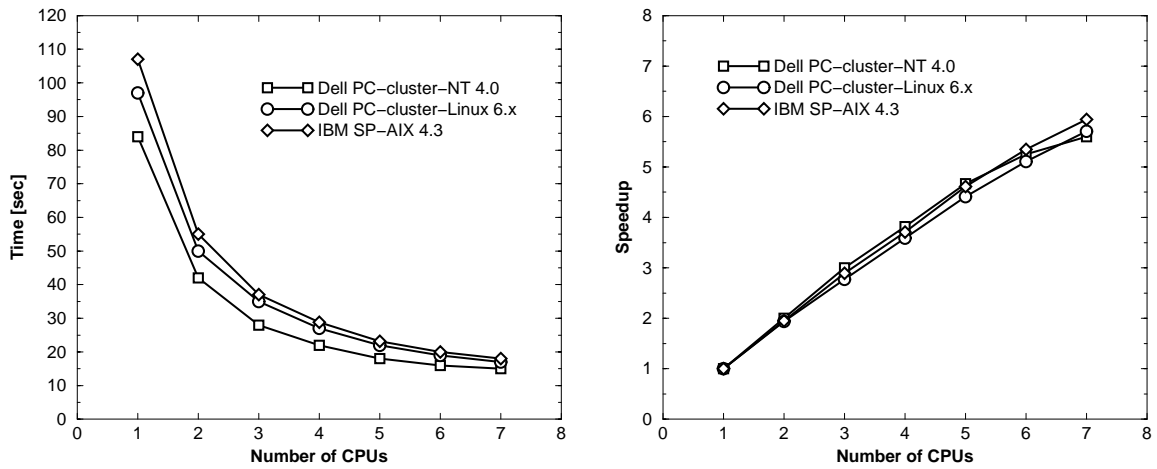 120
110
100
90
80
70
60
50
40
30
20
10
0
Time [sec]
Dell PC–cluster–NT 4.0
Dell PC–cluster–Linux 6.x
IBM SP–AIX 4.3
0 1 2 3 4 5 6 7 8
Number of CPUs
8
7
6
5
4
3
2
1
0
Speedup
Dell PC–cluster–NT 4.0
Dell PC–cluster–Linux 6.x
IBM SP–AIX 4.3
0 1 2 3 4 5 6 7 8
Number of CPUs